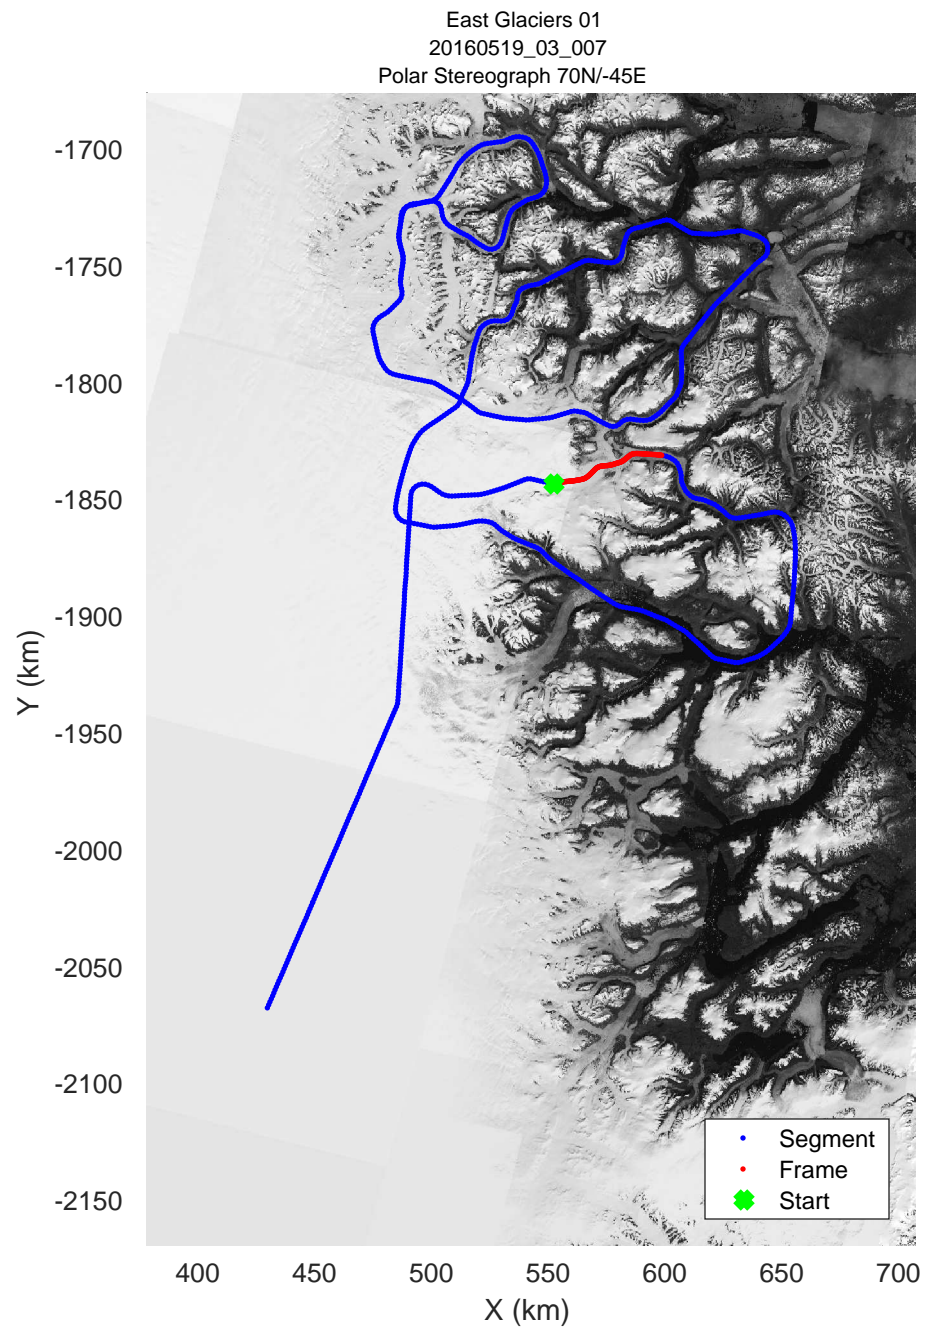 East Glaciers 01
20160519_03_007
Polar Stereograph 70N/-45E
-1700
-1750
-1800
-1850
-1900
-1950
-2000
-2050
-2100
-2150
Y (km)
400 450 500 550 600 650 700
X (km)
Segment
Frame
Start